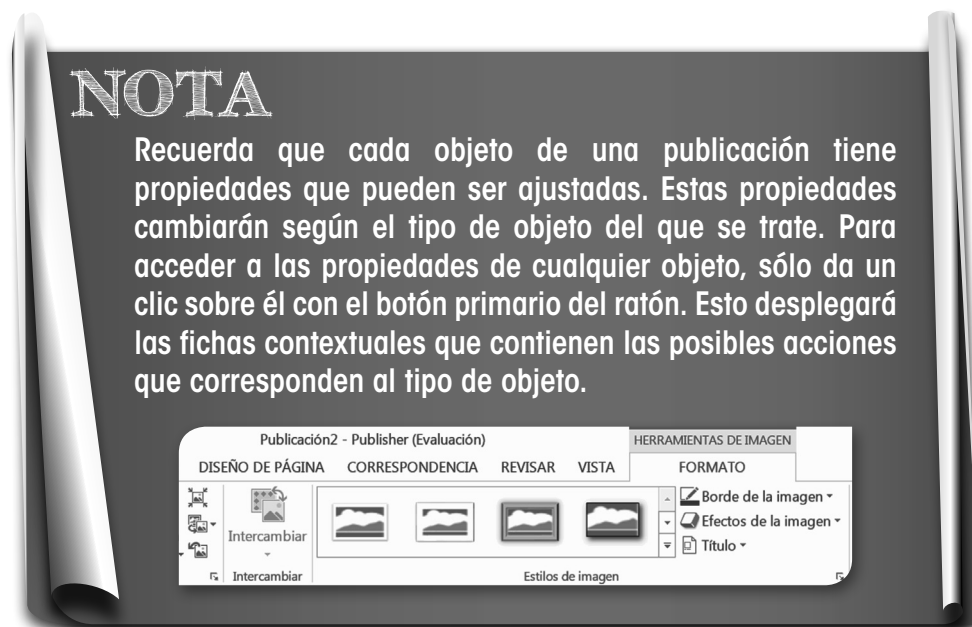 NOTA
Recuerda que cada objeto de una publicación tiene
propiedades que pueden ser ajustadas. Estas propiedades
cambiarán según el tipo de objeto del que se trate. Para
acceder a las propiedades de cualquier objeto, sólo da un
clic sobre él con el botón primario del ratón. Esto desplegará
las fichas contextuales que contienen las posibles acciones
que corresponden al tipo de objeto.
Publicación2 - Publisher (Evaluación) HERRAMIENTAS DE IMAGEN
DISEÑO DE PÁGINA CORRESPONDENCIA REVISAR VISTA FORMATO
Borde de la imagen
Efectos de la imagen
Intercambiar
Título
Intercambiar Estilos de imagen